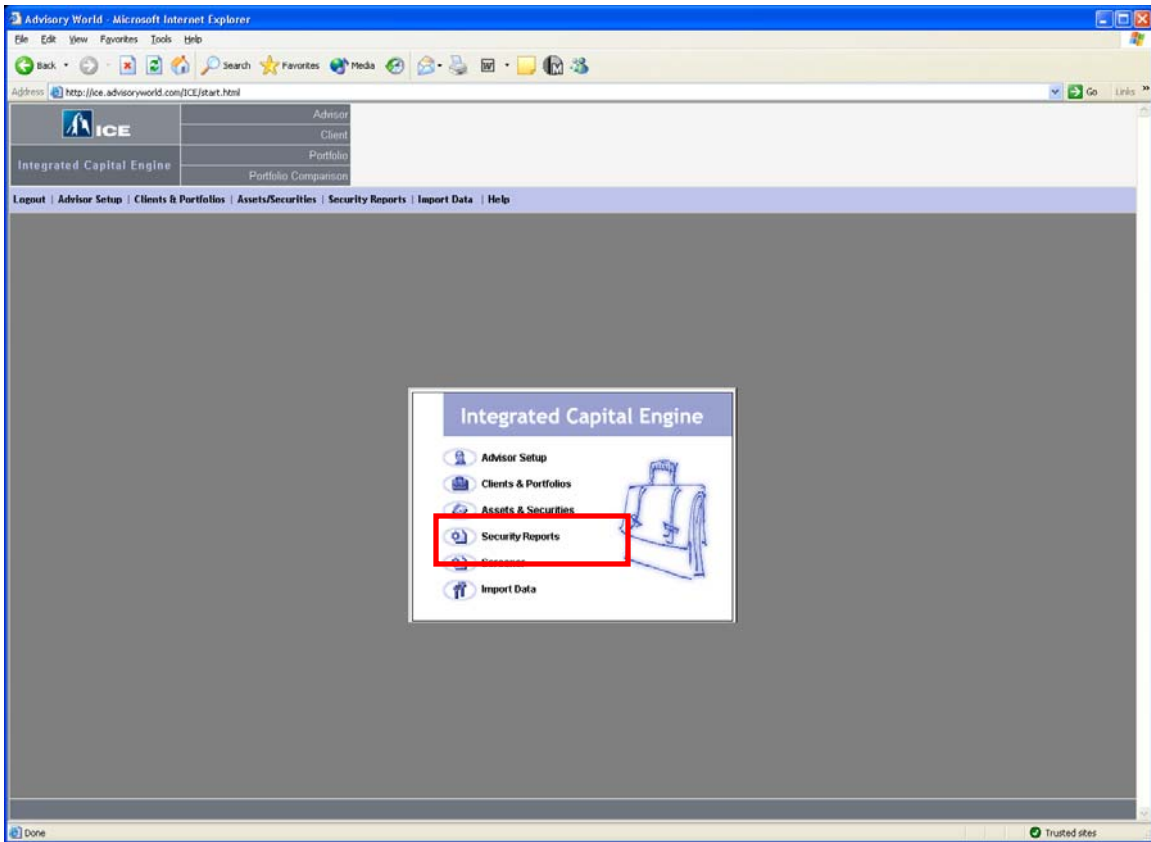 Advisory World - Microsoft Internet Explorer
File Edit View Favorites Tools Help
Back Search Favorites Media
Address http://ice.advisoryworld.com/ICE/start.html Go Links »
ICE
Integrated Capital Engine
Advisor
Client
Portfolio
Portfolio Comparison
Logout | Advisor Setup | Clients & Portfolios | Assets/Securities | Security Reports | Import Data | Help
Integrated Capital Engine
Advisor Setup
Clients & Portfolios
Assets & Securities
Security Reports
Import Data
Done Trusted sites